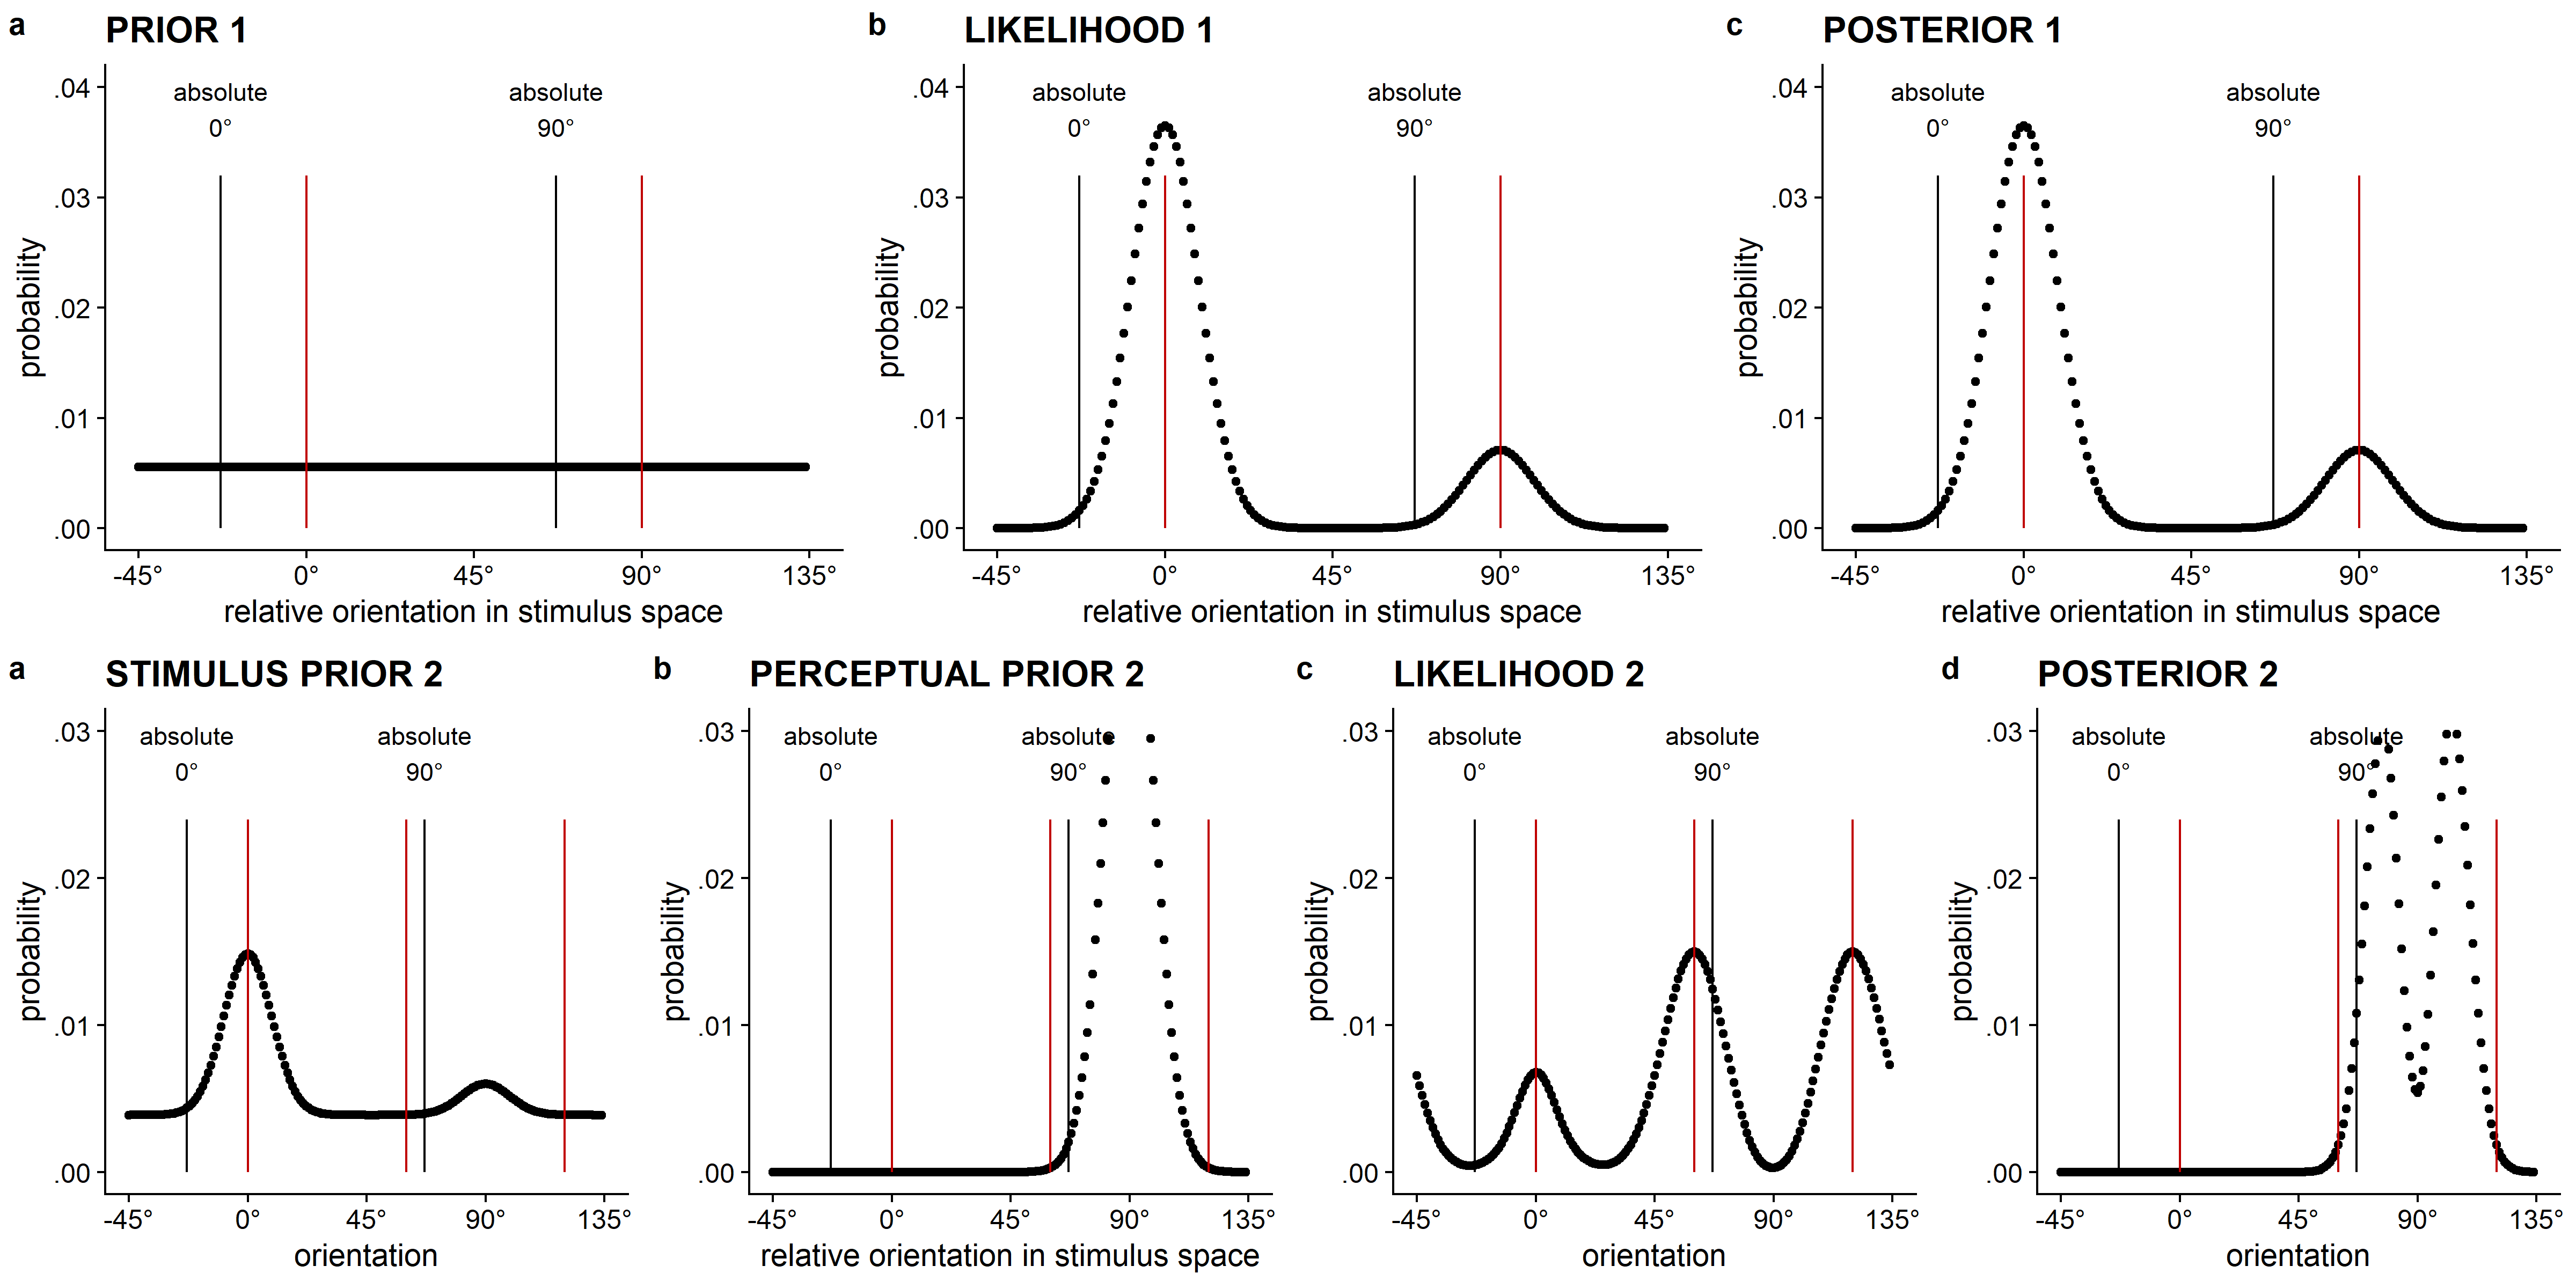 a PRIOR 1
.04
.03
.02
.01
.00
probability
absolute 0°
absolute 90°
-45° 0° 45° 90° 135°
relative orientation in stimulus space
b LIKELIHOOD 1
.04
.03
.02
.01
.00
probability
absolute 0°
absolute 90°
-45° 0° 45° 90° 135°
relative orientation in stimulus space
c POSTERIOR 1
.04
.03
.02
.01
.00
probability
absolute 0°
absolute 90°
-45° 0° 45° 90° 135°
relative orientation in stimulus space
a STIMULUS PRIOR 2
.03
.02
.01
.00
probability
absolute 0°
absolute 90°
-45° 0° 45° 90° 135°
orientation
b PERCEPTUAL PRIOR 2
.03
.02
.01
.00
probability
absolute 0°
absolute 90°
-45° 0° 45° 90° 135°
relative orientation in stimulus space
c LIKELIHOOD 2
.03
.02
.01
.00
probability
absolute 0°
absolute 90°
-45° 0° 45° 90° 135°
orientation
d POSTERIOR 2
.03
.02
.01
.00
probability
absolute 0°
absolute 90°
-45° 0° 45° 90° 135°
orientation